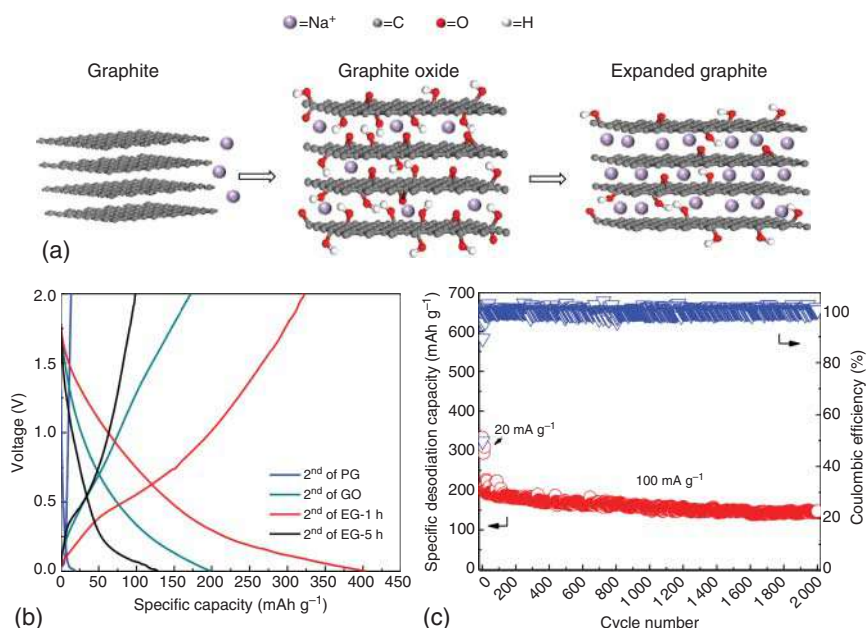 =Na⁺ =C =O =H
Graphite Graphite oxide Expanded graphite
(a)
2.0
1.5
1.0
0.5
0.0
Voltage (V)
2ⁿᵈ of PG
2ⁿᵈ of GO
2ⁿᵈ of EG-1 h
2ⁿᵈ of EG-5 h
0 50 100 150 200 250 300 350 400 450
Specific capacity (mAh g⁻¹)
(b)
700
600
500
400
350
300
250
200
150
100
50
0
Specific desodiation capacity (mAh g⁻¹)
20 mA g⁻¹
100 mA g⁻¹
100
80
60
40
20
0
Coulombic efficiency (%)
0 200 400 600 800 1000 1200 1400 1600 1800 2000
Cycle number
(c)